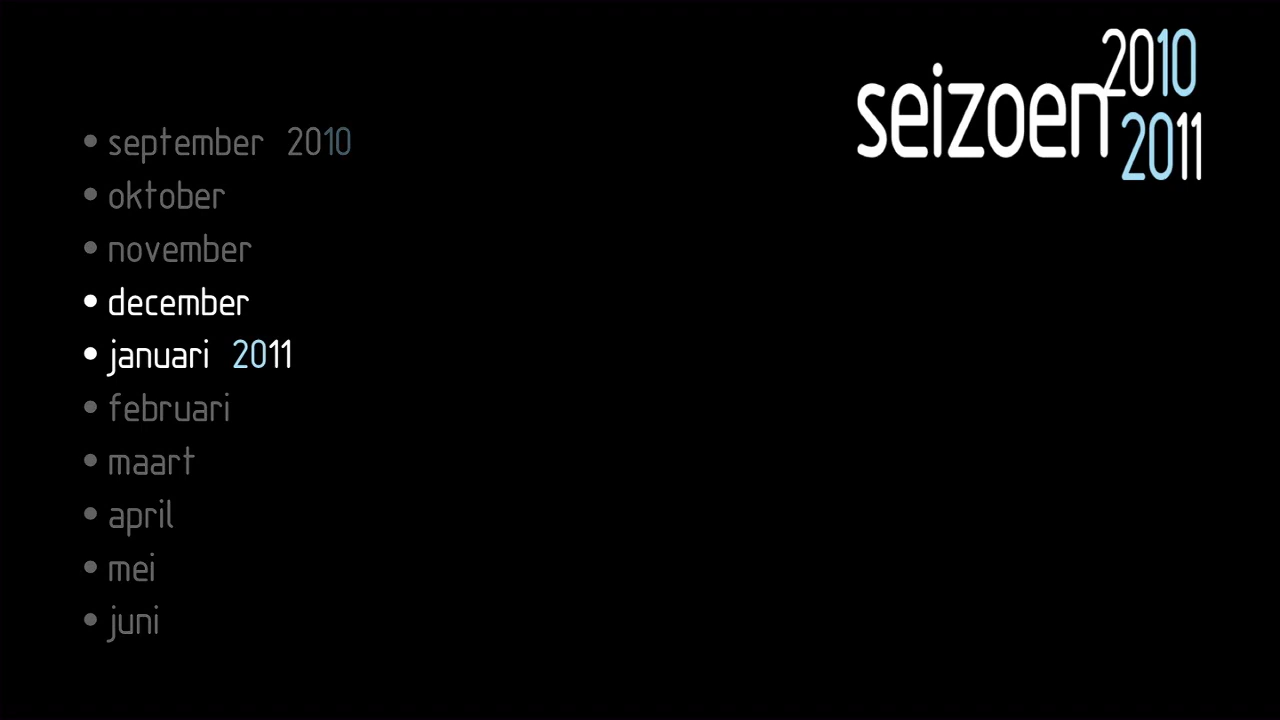 seizoen 2010
2011
• september 2010
• oktober
• november
• december
• januari 2011
• februari
• maart
• april
• mei
• juni